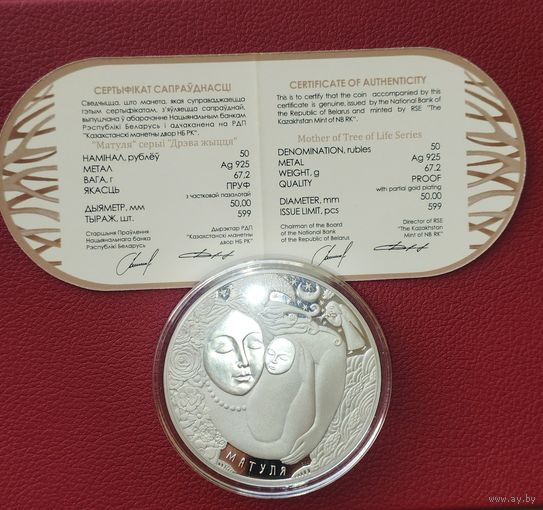 СЕРТЫФІКАТ САПРАЎДНАСЦІ
Сведчыцца, што манета, якая суправаджаецца
гэтым сертыфікатам, з'яўляецца сапраўднай,
выпушчана ў абарачэнне Нацыянальным банкам
Рэспублікі Беларусь і адчаканена на РДП
"Казахстанскі манетны двор НБ РК".
"Матуля" серыі "Дрэва жыцця"
НАМІНАЛ, рублёў 50
МЕТАЛ Ag 925
ВАГА, г 67,2
ЯКАСЦЬ ПРУФ
з частковай пазалотай
ДЫЯМЕТР, мм 50,00
ТЫРАЖ, шт. 599
Старшыня Праўлення
Нацыянальнага банка
Рэспублікі Беларусь
Дырэктар РДП
"Казахстанскі манетны
двор НБ РК"
CERTIFICATE OF AUTHENTICITY
This is to certify that the coin accompanied by this
certificate is genuine, issued by the National Bank of
the Republic of Belarus and minted by RSE "The
Kazakhstan Mint of NB RK".
Mother of Tree of Life Series
DENOMINATION, rubles 50
METAL Ag 925
WEIGHT, g 67,2
QUALITY PROOF
with partial gold plating
DIAMETER, mm 50,00
ISSUE LIMIT, pcs 599
Chairman of the Board
of the National Bank
of the Republic of Belarus
Director of RSE
"The Kazakhstan
Mint of NB RK"
МАТУЛЯ
www.ay.by